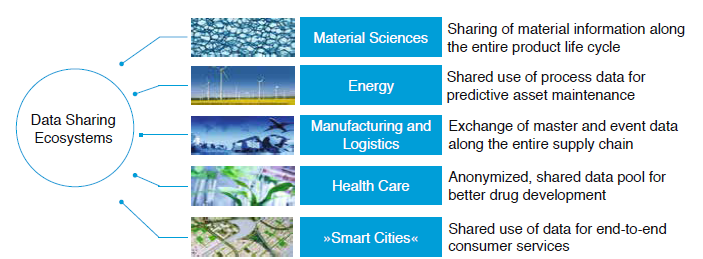 Data Sharing
Ecosystems
Material Sciences
Sharing of material information along
the entire product life cycle
Energy
Shared use of process data for
predictive asset maintenance
Manufacturing and
Logistics
Exchange of master and event data
along the entire supply chain
Health Care
Anonymized, shared data pool for
better drug development
»Smart Cities«
Shared use of data for end-to-end
consumer services